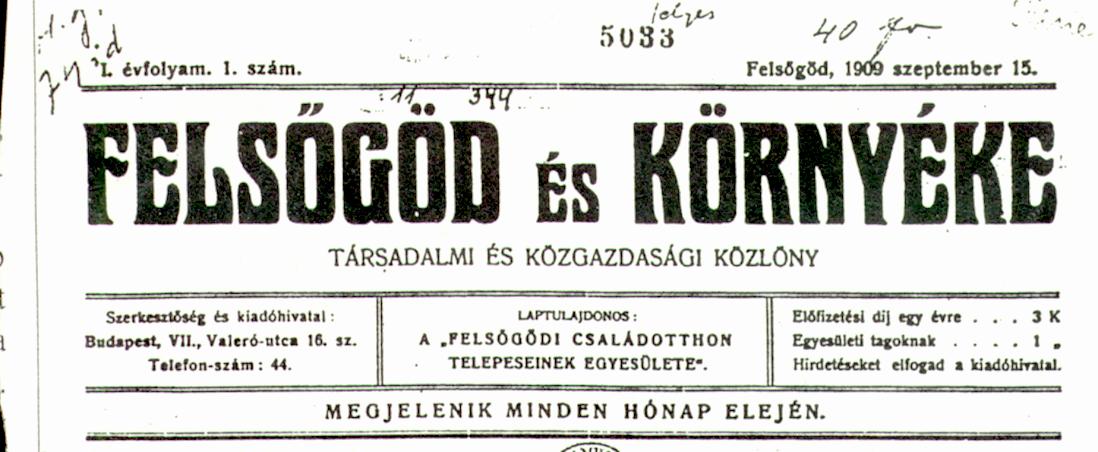 5033
40
I. évfolyam. 1. szám.
Felsőgöd, 1909 szeptember 15.
11 344
FELSŐGÖD ÉS KÖRNYÉKE
TÁRSADALMI ÉS KÖZGAZDASÁGI KÖZLÖNY
Szerkesztőség és kiadóhivatal:
Budapest, VII., Valeró-utca 16. sz.
Telefon-szám: 44.
LAPTULAJDONOS:
A „FELSŐGÖDI CSALÁDOTTHON
TELEPESEINEK EGYESÜLETE“.
Előfizetési díj egy évre . . . 3 K
Egyesületi tagoknak . . . . 1 „
Hirdetéseket elfogad a kiadóhivatal.
MEGJELENIK MINDEN HÓNAP ELEJÉN.